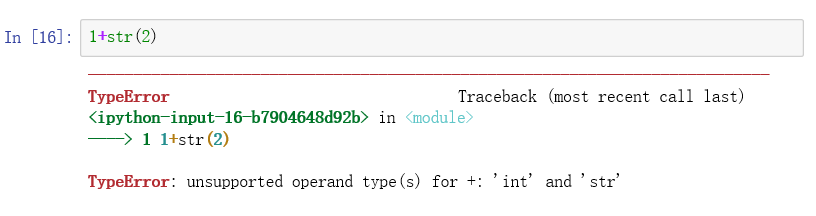 In [16]: 1+str(2)
TypeError Traceback (most recent call last)
<ipython-input-16-b7904648d92b> in <module>
----> 1 1+str(2)
TypeError: unsupported operand type(s) for +: 'int' and 'str'